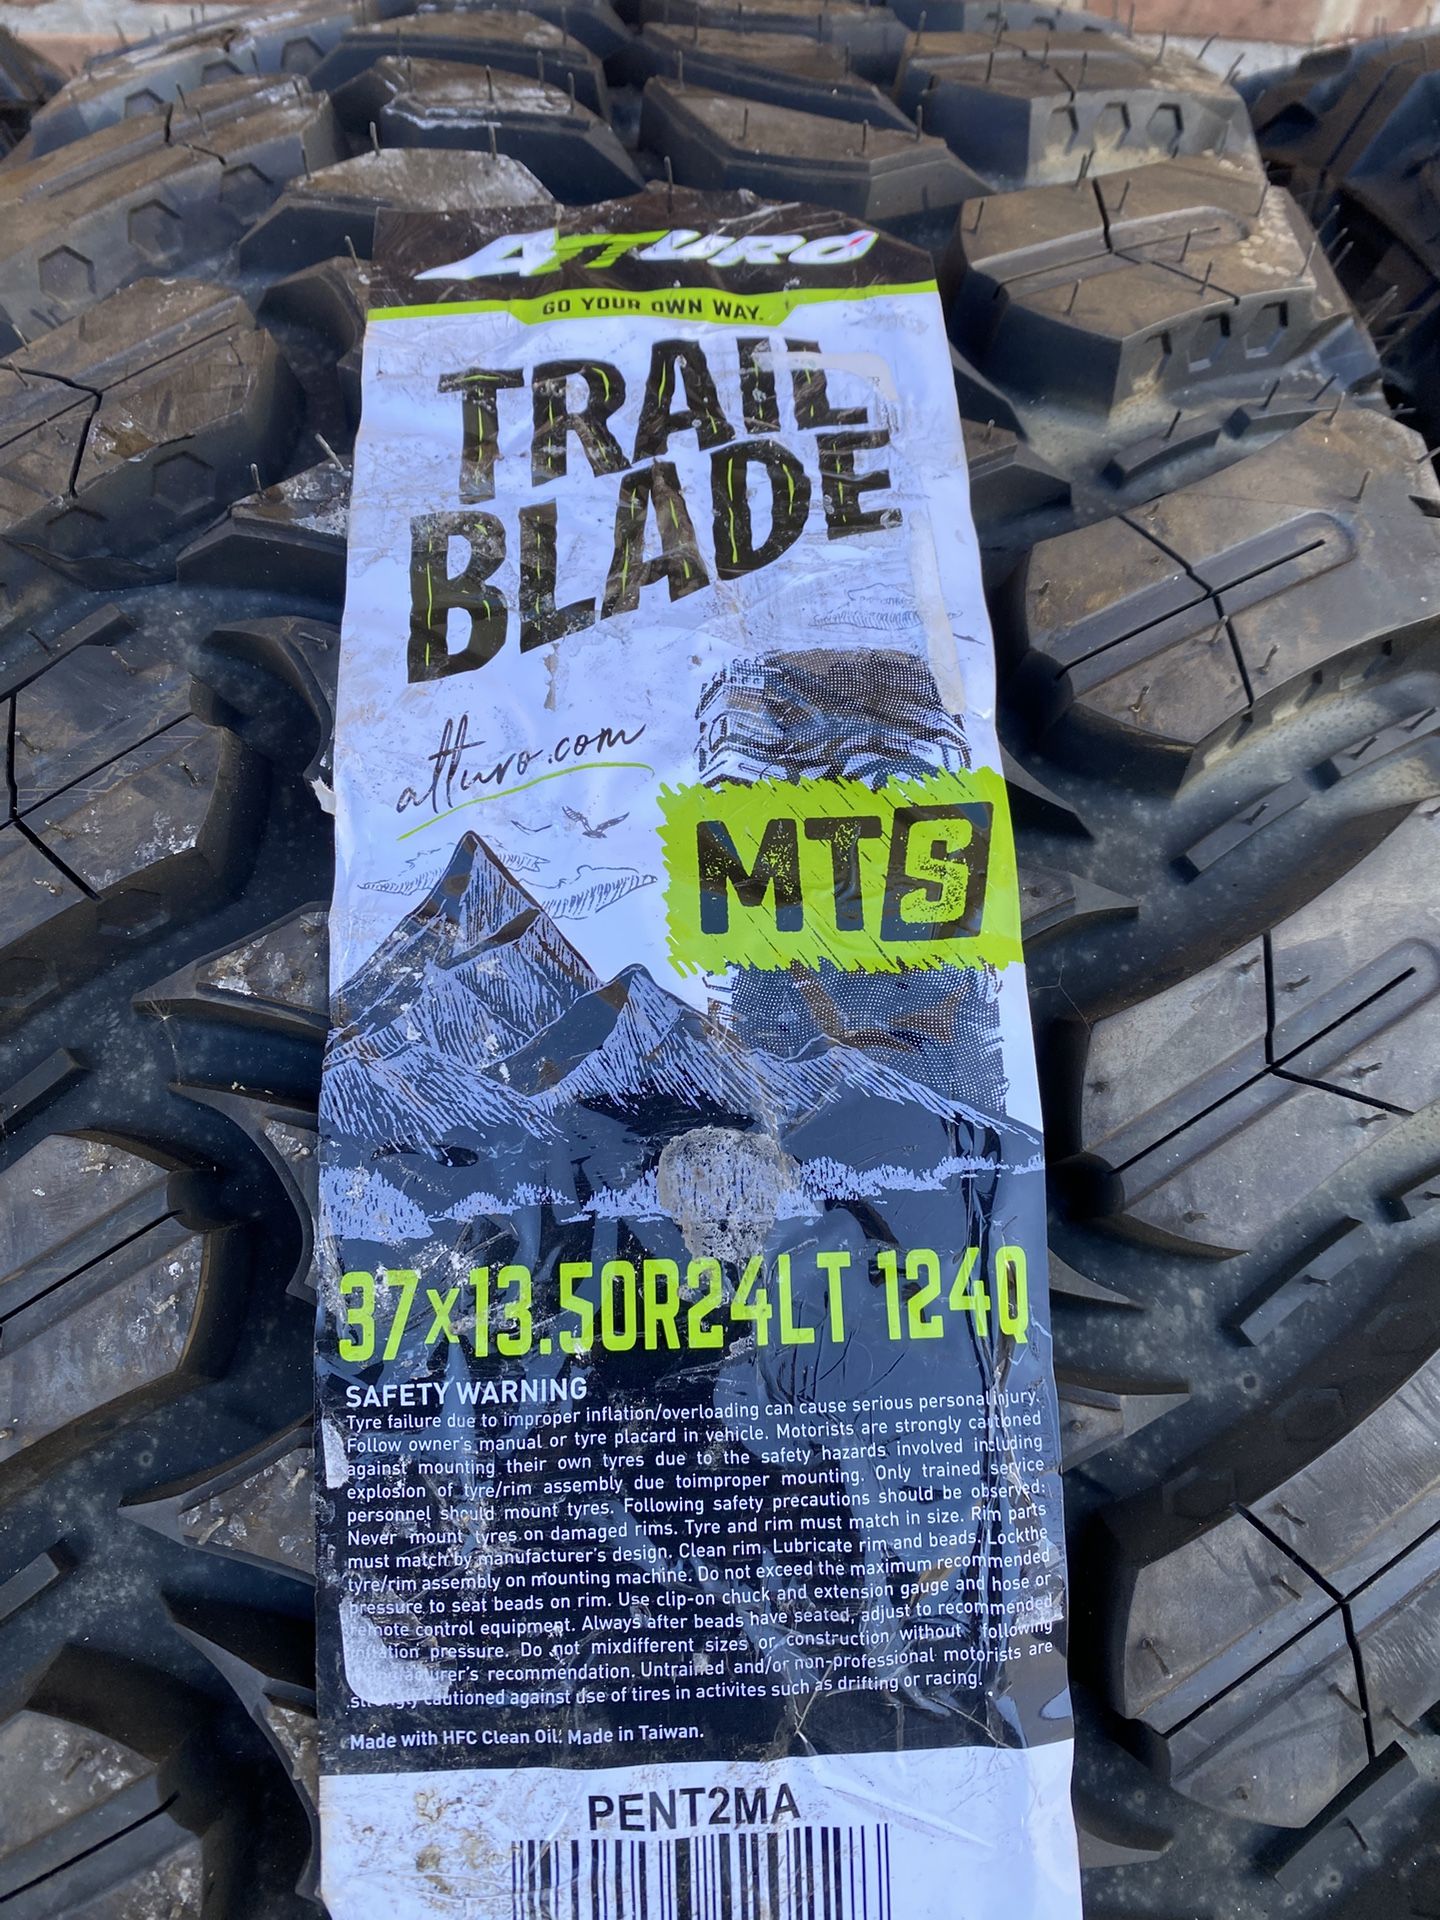 ATTURO
GO YOUR OWN WAY.
TRAIL
BLADE
atturo.com
MTS
37x13.50R24LT 124Q
SAFETY WARNING
Tyre failure due to improper inflation/overloading can cause serious personal injury.
Follow owner's manual or tyre placard in vehicle. Motorists are strongly cautioned
against mounting their own tyres due to the safety hazards involved including
explosion of tyre/rim assembly due toimproper mounting. Only trained service
personnel should mount tyres. Following safety precautions should be observed:
Never mount tyres on damaged rims. Tyre and rim must match in size. Rim parts
must match by manufacturer's design. Clean rim. Lubricate rim and beads. Lockthe
tyre/rim assembly on mounting machine. Do not exceed the maximum recommended
pressure to seat beads on rim. Use clip-on chuck and extension gauge and hose or
remote control equipment. Always after beads have seated, adjust to recommended
inflation pressure. Do not mixdifferent sizes or construction without following
manufacturer's recommendation. Untrained and/or non-professional motorists are
strongly cautioned against use of tires in activites such as drifting or racing.
Made with HFC Clean Oil. Made in Taiwan.
PENT2MA